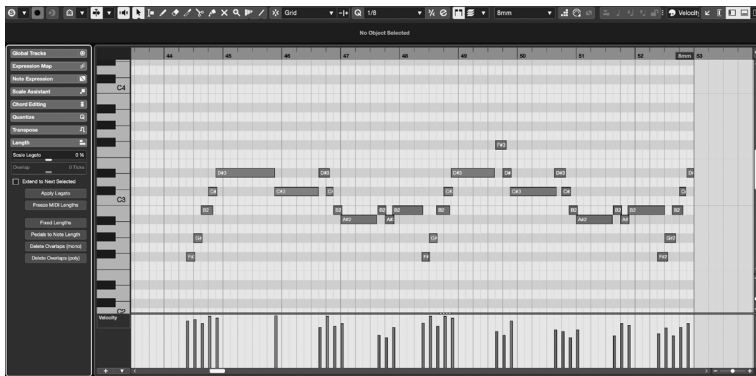 Grid
Q 1/8
8mm
Velocit
No Object Selected
Global Tracks
Expression Map
Note Expression
Scale Assistant
Chord Editing
Quantize
Transpose
Length
Scale Legato 0 %
Overlap 0 Ticks
Extend to Next Selected
Apply Legato
Freeze MIDI Lengths
Fixed Lengths
Pedals to Note Length
Delete Overlaps (mono)
Delete Overlaps (poly)
44 45 46 47 48 49 50 51 52 8mm 53
C4
F#3
D#3 D#3 D#3 D# D#3 D
C# C#3 C# C# C#3 C# C#
C3
B2 B2 B2 B2 B2 B2 B2 B2
A#2 A# A#2 A#
G# G# G#2
F# F# F#2
C2
Velocity